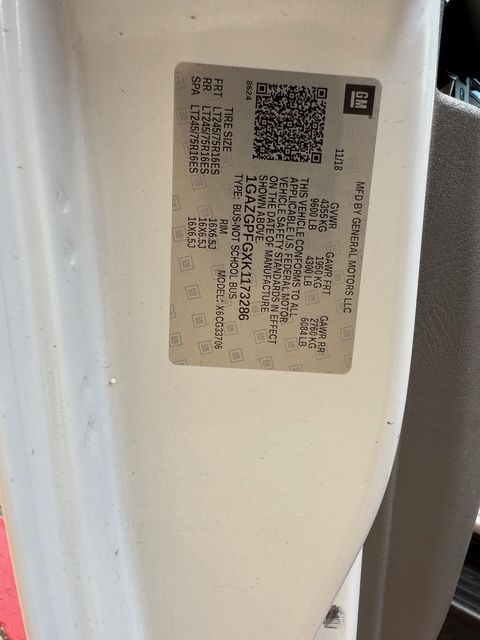 GM
MFD BY GENERAL MOTORS LLC
11/18
GVWR GAWR FRT GAWR RR
4355 KG 1950 KG 2760 KG
9600 LB 4300 LB 6084 LB
THIS VEHICLE CONFORMS TO ALL
APPLICABLE U.S. FEDERAL MOTOR
VEHICLE SAFETY STANDARDS IN EFFECT
ON THE DATE OF MANUFACTURE
SHOWN ABOVE.
8624
1GAZGPFGXK1173286
TYPE: BUS-NOT SCHOOL BUS MODEL: X6CG33706
TIRE SIZE RIM
FRT LT245/75R16ES 16X6.5J
RR LT245/75R16ES 16X6.5J
SPA LT245/75R16ES 16X6.5J